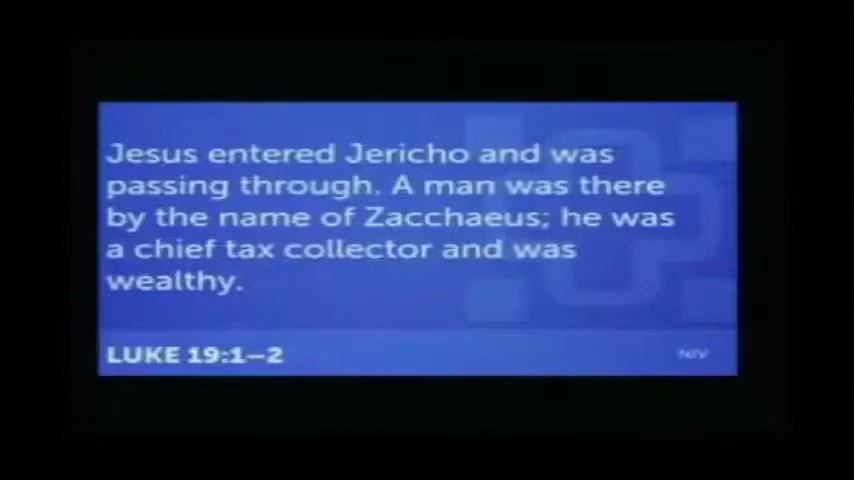 Jesus entered Jericho and was
passing through. A man was there
by the name of Zacchaeus; he was
a chief tax collector and was
wealthy.
LUKE 19:1–2
NIV